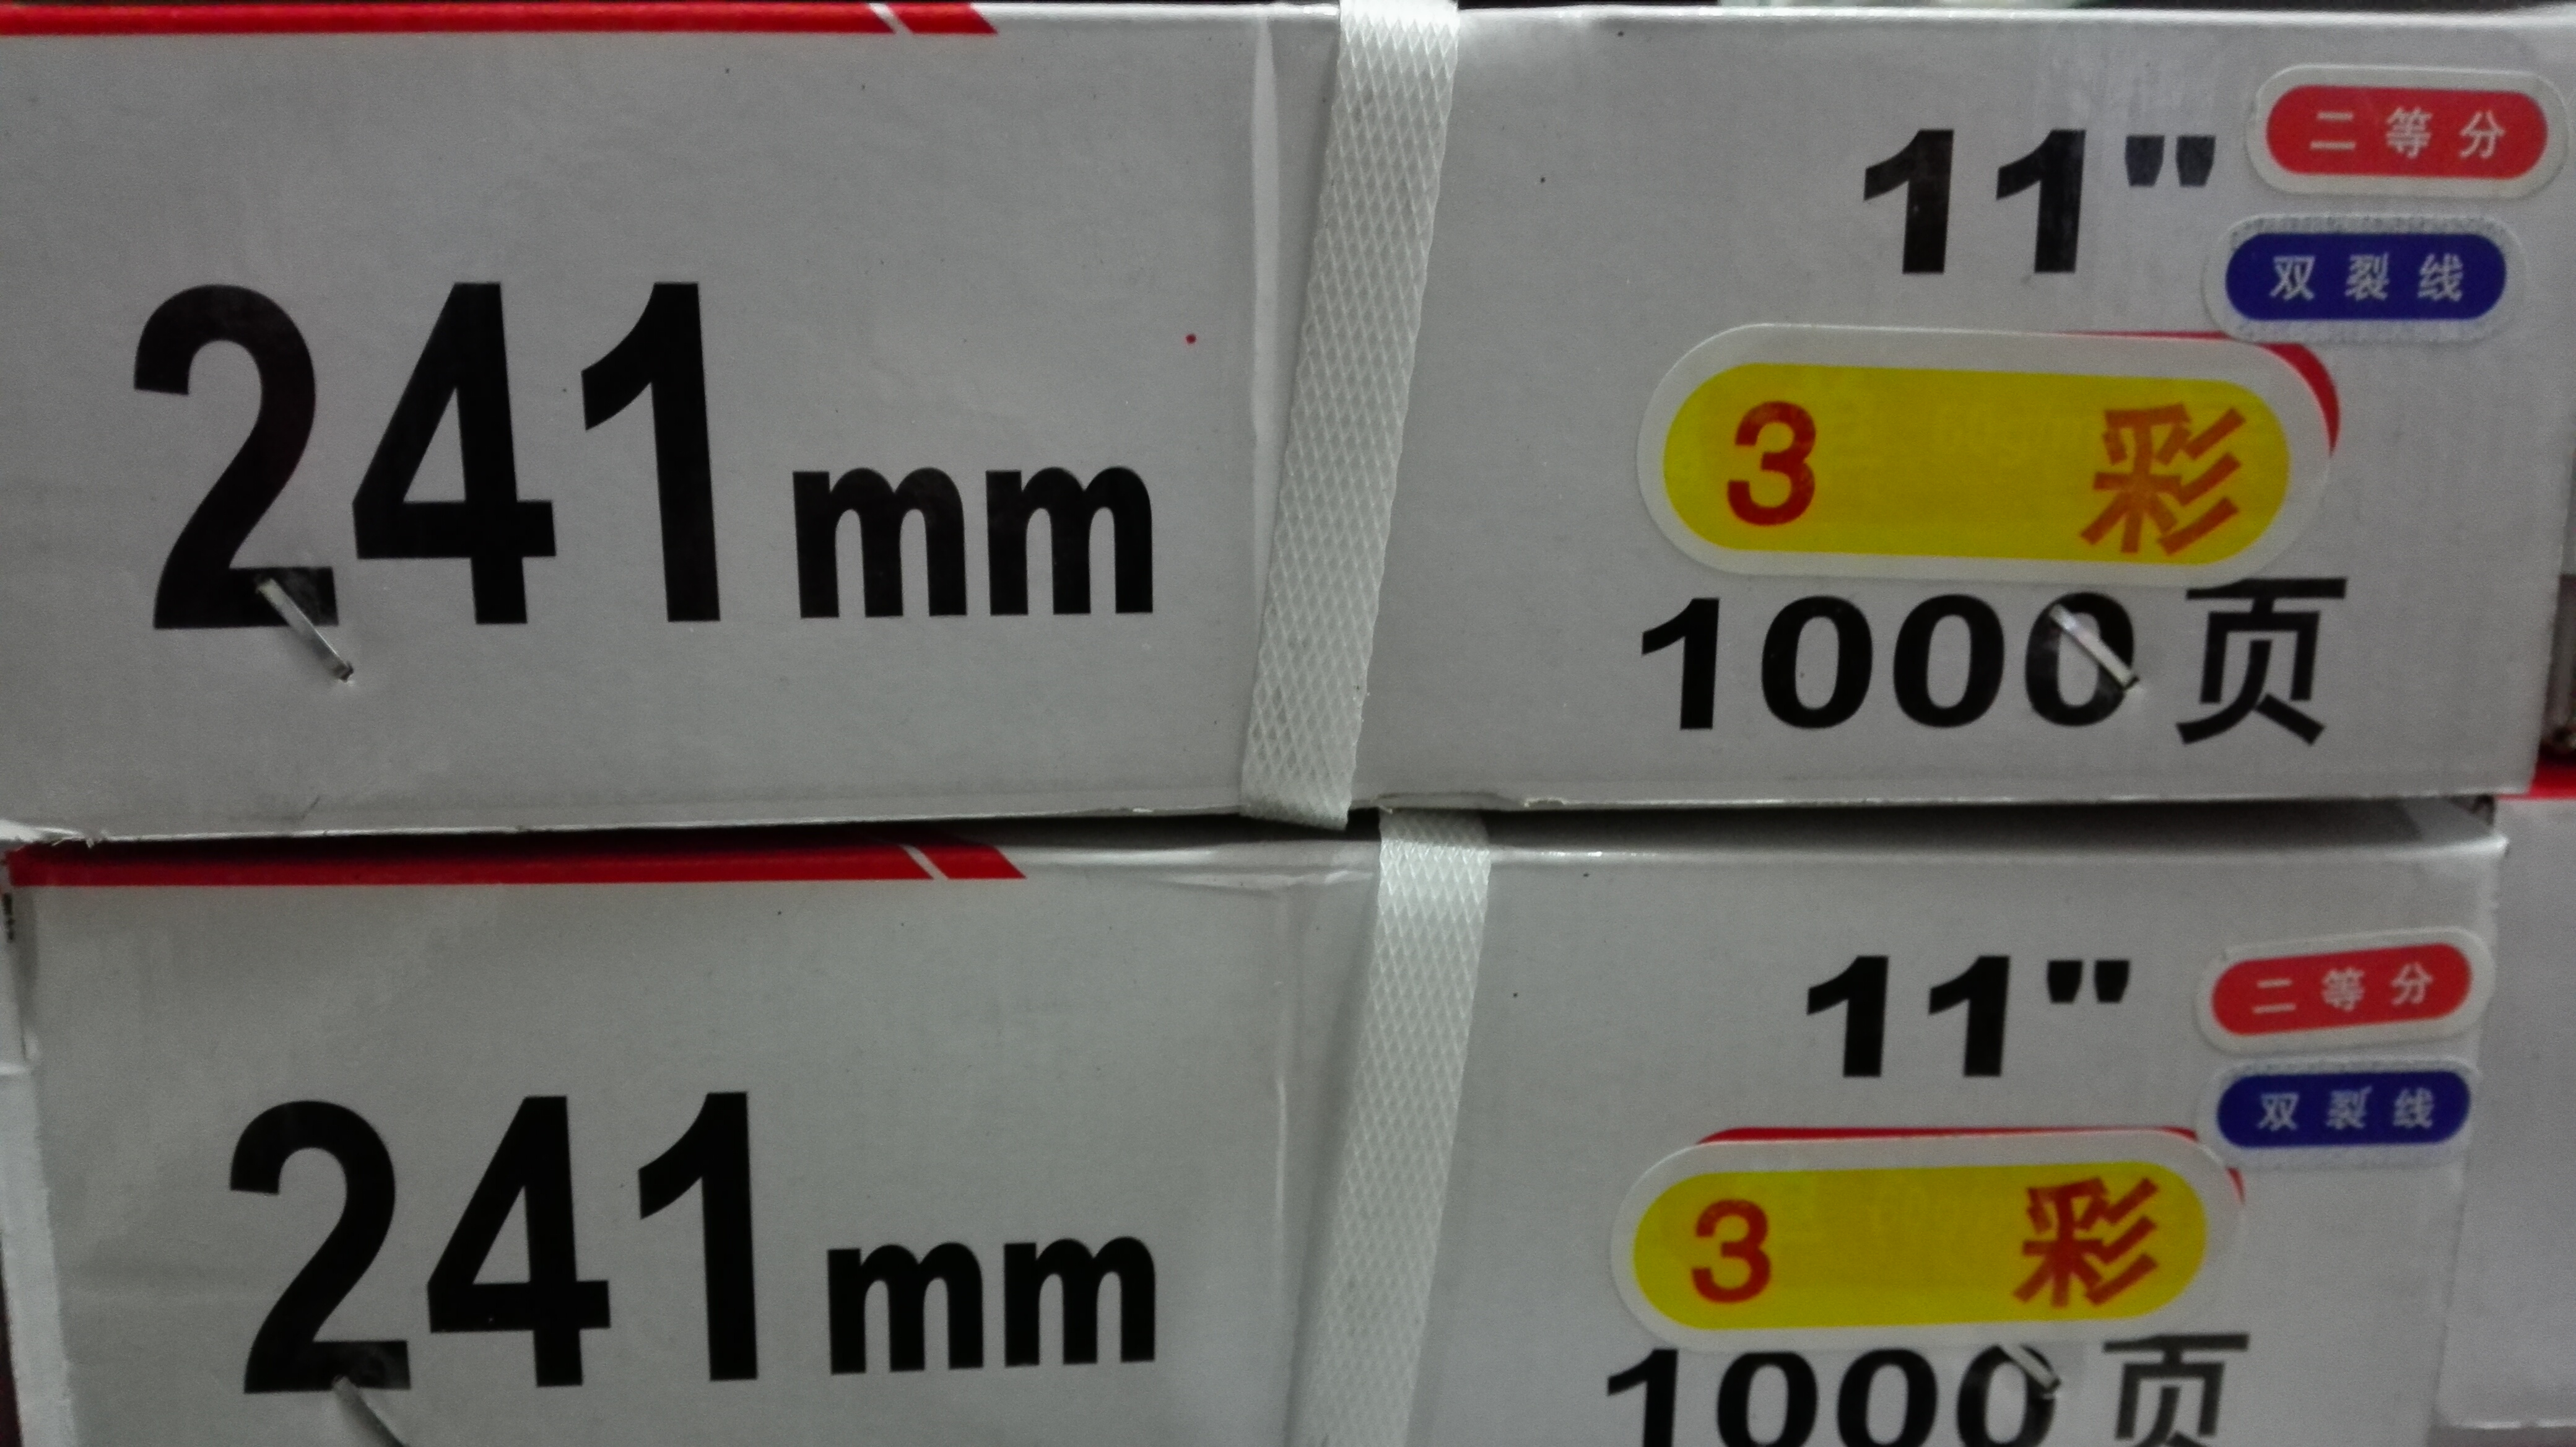 241mm
11"
二等分
双裂线
3 彩
1000页
241mm
11"
二等分
双裂线
3 彩
1000页